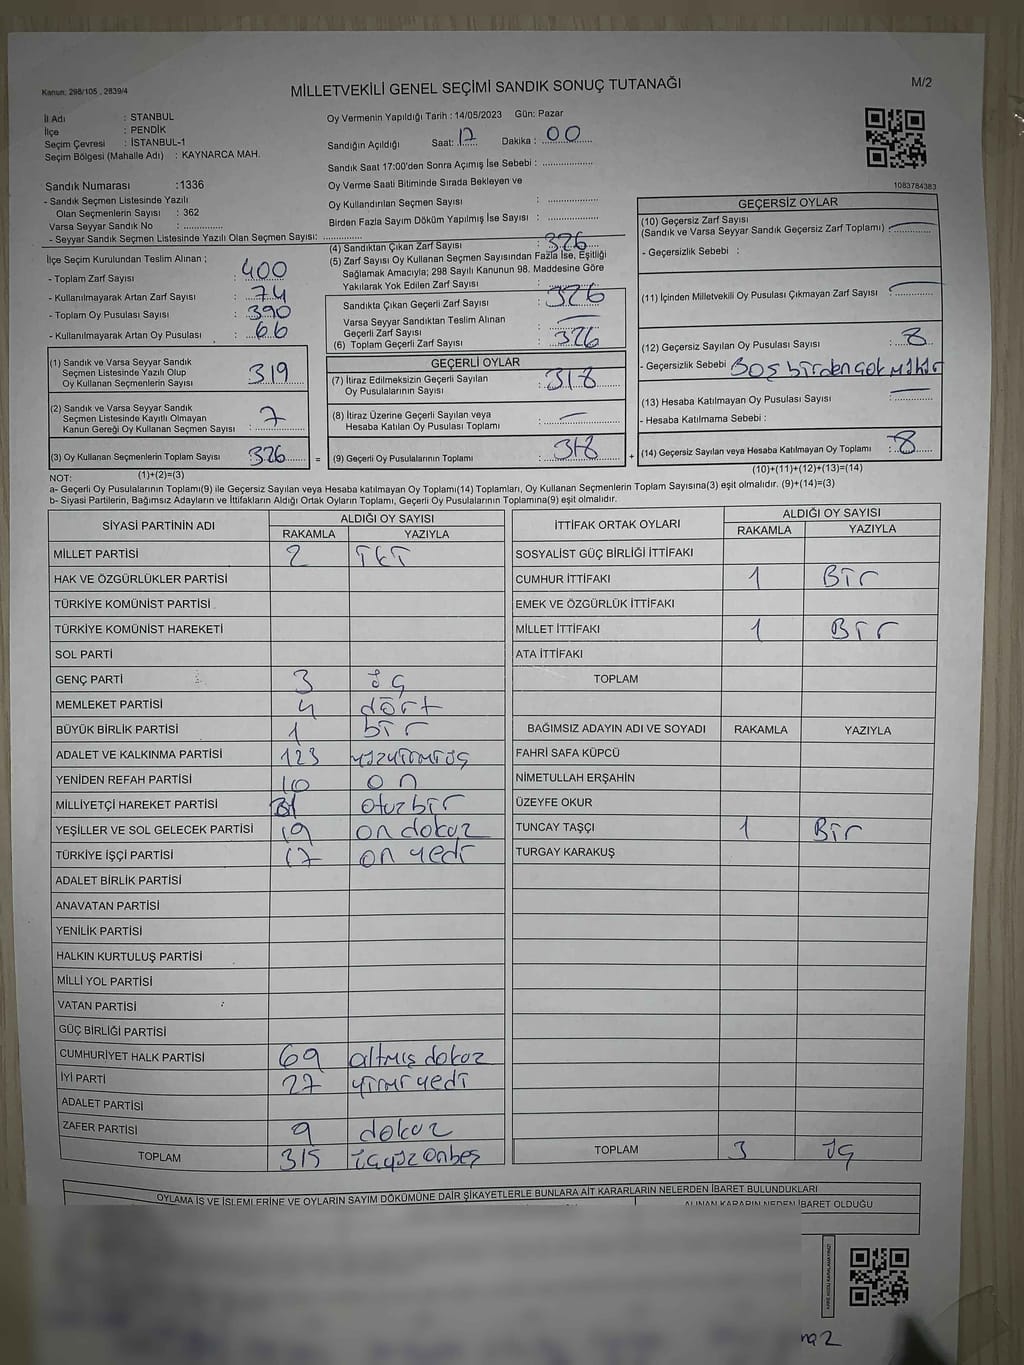 Kanun: 298/105 , 2839/4
MİLLETVEKİLİ GENEL SEÇİMİ SANDIK SONUÇ TUTANAĞI
M/2
İl Adı : STANBUL
İlçe : PENDİK
Seçim Çevresi : İSTANBUL-1
Seçim Bölgesi (Mahalle Adı) : KAYNARCA MAH.
Oy Vermenin Yapıldığı Tarih : 14/05/2023 Gün: Pazar
Sandığın Açıldığı Saat: 17 Dakika : 00
Sandık Saat 17:00'den Sonra Açımış İse Sebebi :
Oy Verme Saati Bitiminde Sırada Bekleyen ve
Oy Kullandırılan Seçmen Sayısı :
Birden Fazla Sayım Döküm Yapılmış İse Sayısı :
1083784383
Sandık Numarası :1336
- Sandık Seçmen Listesinde Yazılı
Olan Seçmenlerin Sayısı : 362
Varsa Seyyar Sandık No :
- Seyyar Sandık Seçmen Listesinde Yazılı Olan Seçmen Sayısı:
İlçe Seçim Kurulundan Teslim Alınan ;
- Toplam Zarf Sayısı : 400
- Kullanılmayarak Artan Zarf Sayısı : 74
- Toplam Oy Pusulası Sayısı : 390
- Kullanılmayarak Artan Oy Pusulası : 66
(1) Sandık ve Varsa Seyyar Sandık
Seçmen Listesinde Yazılı Olup
Oy Kullanan Seçmenlerin Sayısı : 319
(2) Sandık ve Varsa Seyyar Sandık
Seçmen Listesinde Kayıtlı Olmayan
Kanun Gereği Oy Kullanan Seçmen Sayısı : 7
(3) Oy Kullanan Seçmenlerin Toplam Sayısı : 326
(1)+(2)=(3)
(4) Sandıktan Çıkan Zarf Sayısı : 326
(5) Zarf Sayısı Oy Kullanan Seçmen Sayısından Fazla İse, Eşitliği
Sağlamak Amacıyla; 298 Sayılı Kanunun 98. Maddesine Göre
Yakılarak Yok Edilen Zarf Sayısı :
Sandıkta Çıkan Geçerli Zarf Sayısı : 326
Varsa Seyyar Sandıktan Teslim Alınan
Geçerli Zarf Sayısı :
(6) Toplam Geçerli Zarf Sayısı : 326
GEÇERLİ OYLAR
(7) İtiraz Edilmeksizin Geçerli Sayılan
Oy Pusulalarının Sayısı : 318
(8) İtiraz Üzerine Geçerli Sayılan veya
Hesaba Katılan Oy Pusulası Toplamı :
= (9) Geçerli Oy Pusulalarının Toplamı : 318 +
GEÇERSİZ OYLAR
(10) Geçersiz Zarf Sayısı
(Sandık ve Varsa Seyyar Sandık Geçersiz Zarf Toplamı) :
- Geçersizlik Sebebi :
(11) İçinden Milletvekili Oy Pusulası Çıkmayan Zarf Sayısı :
(12) Geçersiz Sayılan Oy Pusulası Sayısı : 8
- Geçersizlik Sebebi : Boş birden çok mühür
(13) Hesaba Katılmayan Oy Pusulası Sayısı :
- Hesaba Katılmama Sebebi :
(14) Geçersiz Sayılan veya Hesaba Katılmayan Oy Toplamı : 8
(10)+(11)+(12)+(13)=(14)
NOT:
a- Geçerli Oy Pusulalarının Toplamı(9) ile Geçersiz Sayılan veya Hesaba katılmayan Oy Toplamı(14) Toplamları, Oy Kullanan Seçmenlerin Toplam Sayısına(3) eşit olmalıdır. (9)+(14)=(3)
b- Siyasi Partilerin, Bağımsız Adayların ve İttifakların Aldığı Ortak Oyların Toplamı, Geçerli Oy Pusulalarının Toplamına(9) eşit olmalıdır.
SİYASİ PARTİNİN ADI ALDIĞI OY SAYISI
RAKAMLA YAZIYLA
MİLLET PARTİSİ 2 İkİ
HAK VE ÖZGÜRLÜKLER PARTİSİ
TÜRKİYE KOMÜNİST PARTİSİ
TÜRKİYE KOMÜNİST HAREKETİ
SOL PARTİ
GENÇ PARTİ 3 üç
MEMLEKET PARTİSİ 4 dört
BÜYÜK BİRLİK PARTİSİ 1 bir
ADALET VE KALKINMA PARTİSİ 123 yüzyirmiüç
YENİDEN REFAH PARTİSİ 10 on
MİLLİYETÇİ HAREKET PARTİSİ 31 otuzbir
YEŞİLLER VE SOL GELECEK PARTİSİ 19 on dokuz
TÜRKİYE İŞÇİ PARTİSİ 17 on yedi
ADALET BİRLİK PARTİSİ
ANAVATAN PARTİSİ
YENİLİK PARTİSİ
HALKIN KURTULUŞ PARTİSİ
MİLLİ YOL PARTİSİ
VATAN PARTİSİ
GÜÇ BİRLİĞİ PARTİSİ
CUMHURİYET HALK PARTİSİ 69 altmış dokuz
İYİ PARTİ 27 yirmi yedi
ADALET PARTİSİ
ZAFER PARTİSİ 9 dokuz
TOPLAM 315 üçyüz onbeş
İTTİFAK ORTAK OYLARI ALDIĞI OY SAYISI
RAKAMLA YAZIYLA
SOSYALİST GÜÇ BİRLİĞİ İTTİFAKI
CUMHUR İTTİFAKI 1 Bir
EMEK VE ÖZGÜRLÜK İTTİFAKI
MİLLET İTTİFAKI 1 Bir
ATA İTTİFAKI
TOPLAM
BAĞIMSIZ ADAYIN ADI VE SOYADI RAKAMLA YAZIYLA
FAHRİ SAFA KÜPCÜ
NİMETULLAH ERŞAHİN
ÜZEYFE OKUR
TUNCAY TAŞÇI 1 Bir
TURGAY KARAKUŞ
TOPLAM 3 üç
OYLAMA İŞ VE İŞLEMLERİNE VE OYLARIN SAYIM DÖKÜMÜNE DAİR ŞİKAYETLERLE BUNLARA AİT KARARLARIN NELERDEN İBARET BULUNDUKLARI
ALINAN KARARIN NEDEN İBARET OLDUĞU